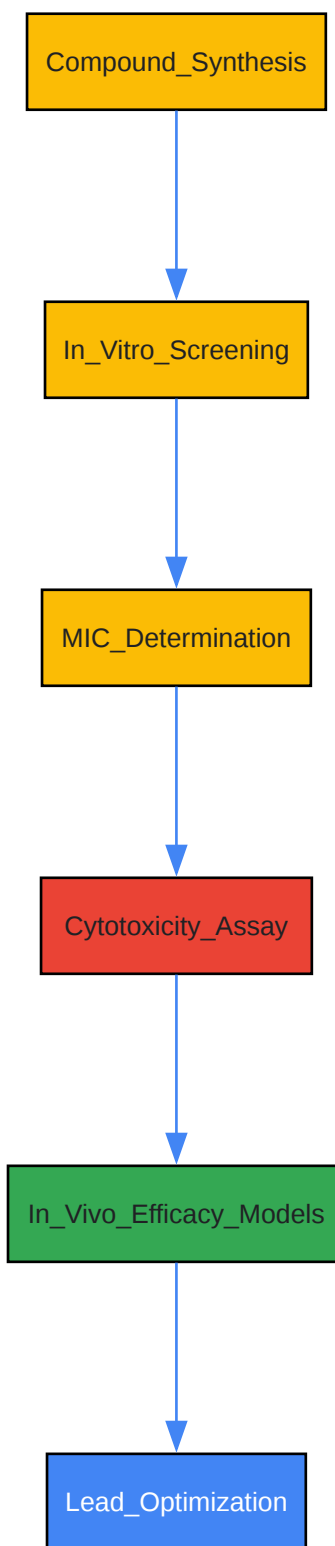 Compound_Synthesis
In_Vitro_Screening
MIC_Determination
Cytotoxicity_Assay
In_Vivo_Efficacy_Models
Lead_Optimization